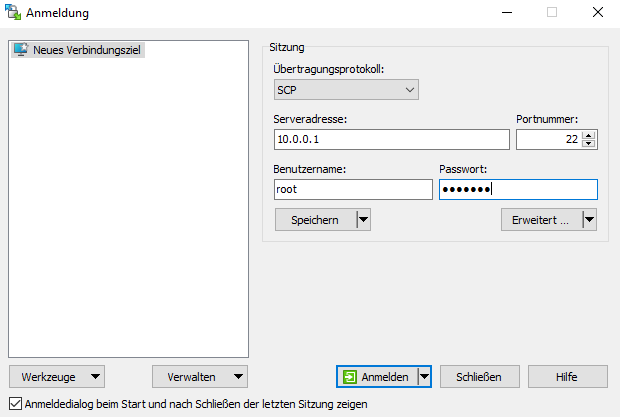 Anmeldung
Neues Verbindungsziel
Sitzung
Übertragungsprotokoll:
SCP
Serveradresse:
Portnummer:
10.0.0.1
22
Benutzername:
Passwort:
root
●●●●●●●
Speichern
Erweitert ...
Werkzeuge
Verwalten
Anmelden
Schließen
Hilfe
Anmeldedialog beim Start und nach Schließen der letzten Sitzung zeigen